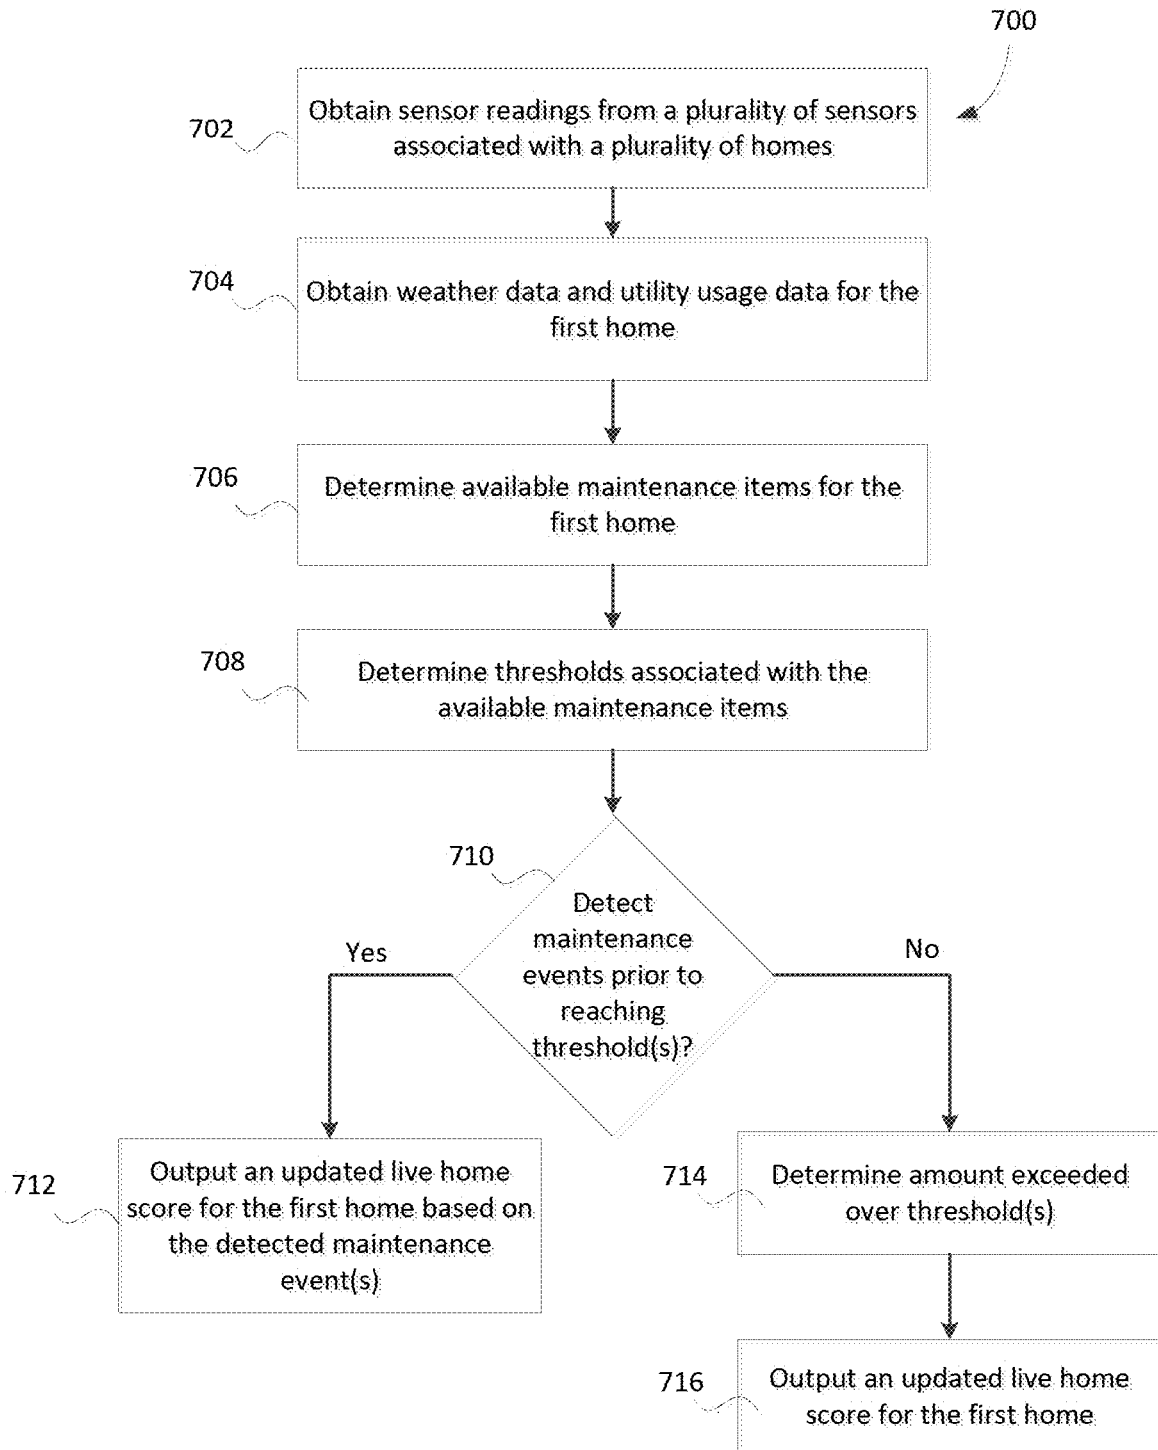 700
702
Obtain sensor readings from a plurality of sensors
associated with a plurality of homes
704
Obtain weather data and utility usage data for the
first home
706
Determine available maintenance items for the
first home
708
Determine thresholds associated with the
available maintenance items
710
Detect
maintenance
events prior to
reaching
threshold(s)?
Yes
No
712
Output an updated live home
score for the first home based on
the detected maintenance
event(s)
714
Determine amount exceeded
over threshold(s)
716
Output an updated live home
score for the first home